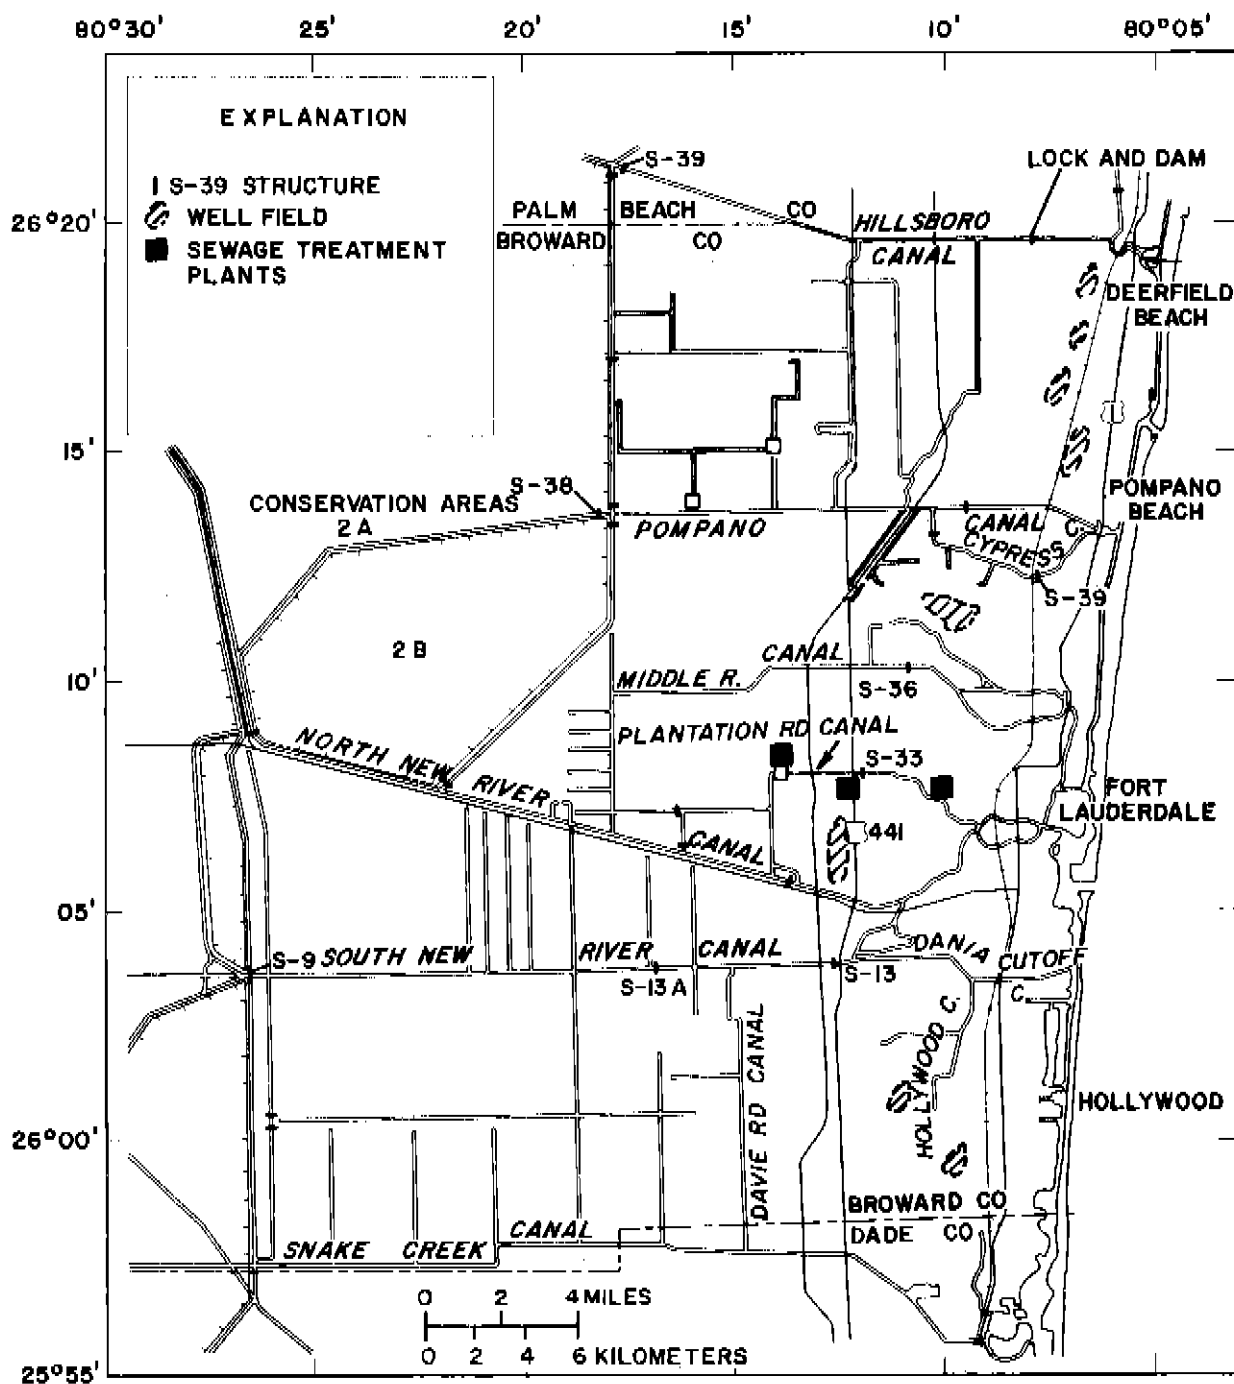 80°30' 25' 20' 15' 10' 80°05'
EXPLANATION
S-39 STRUCTURE
WELL FIELD
SEWAGE TREATMENT
PLANTS
S-39
LOCK AND DAM
26°20'
PALM BEACH CO
BROWARD CO
HILLSBORO
CANAL
DEERFIELD
BEACH
1
15'
CONSERVATION AREAS
2A
S-38
POMPANO
CANAL
POMPANO
BEACH
CYPRESS C.
S-39
2B
10'
MIDDLE R. CANAL
S-36
PLANTATION RD CANAL
S-33
NORTH NEW RIVER CANAL
FORT
LAUDERDALE
441
05'
S-9
SOUTH NEW RIVER CANAL
S-13A
S-13
DANIA CUTOFF
C.
DAVIE RD CANAL
HOLLYWOOD C.
HOLLYWOOD
26°00'
BROWARD CO
DADE CO
SNAKE CREEK CANAL
0 2 4 MILES
0 2 4 6 KILOMETERS
25°55'